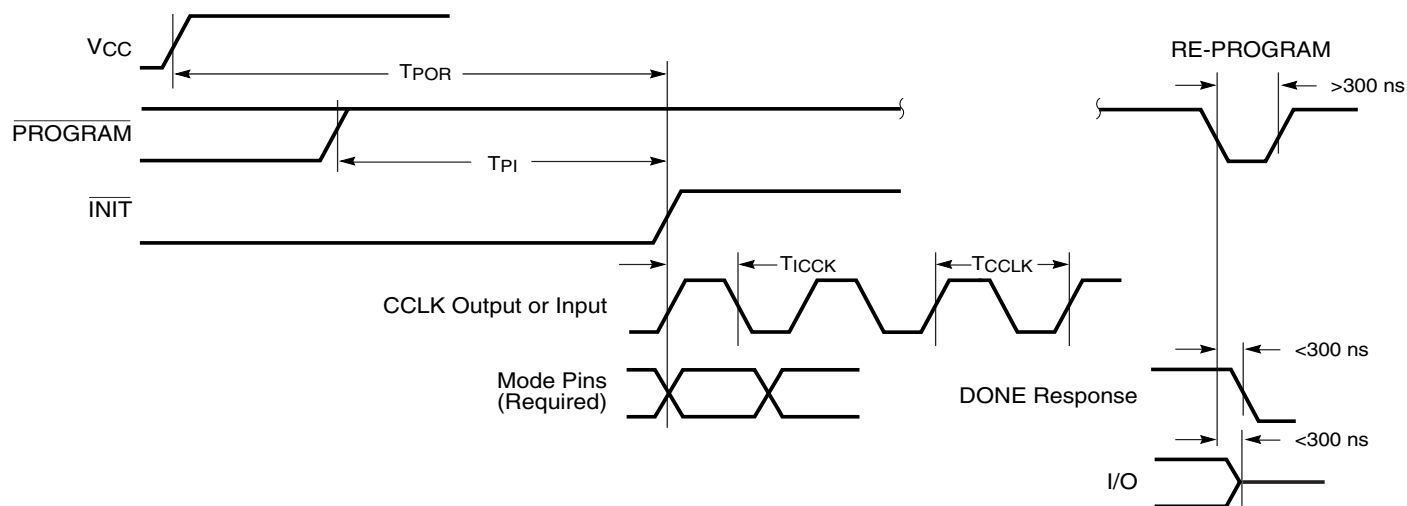 VCC
TPOR
RE-PROGRAM
>300 ns
PROGRAM
TPI
INIT
TICCK
TCCLK
CCLK Output or Input
<300 ns
Mode Pins
(Required)
DONE Response
<300 ns
I/O